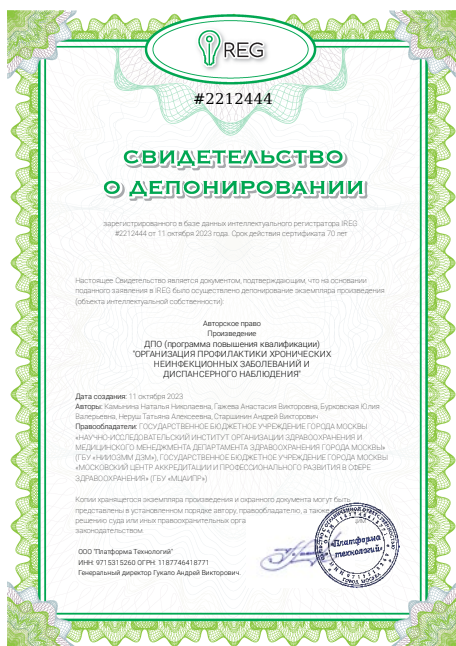 REG
#2212444
СВИДЕТЕЛЬСТВО
О ДЕПОНИРОВАНИИ
зарегистрированного в базе данных интеллектуального регистратора IREG
#2212444 от 11 октября 2023 года. Срок действия сертификата 70 лет
Настоящее Свидетельство является документом, подтверждающим, что на основании
поданного заявления в IREG было осуществлено депонирование экземпляра произведения
(объекта интеллектуальной собственности):
Авторское право
Произведение
ДПО (программа повышения квалификации)
"ОРГАНИЗАЦИЯ ПРОФИЛАКТИКИ ХРОНИЧЕСКИХ
НЕИНФЕКЦИОННЫХ ЗАБОЛЕВАНИЙ И
ДИСПАНСЕРНОГО НАБЛЮДЕНИЯ"
Дата создания: 11 октября 2023
Авторы: Камынина Наталья Николаевна, Гажева Анастасия Викторовна, Бурковская Юлия
Валерьевна, Неруш Татьяна Алексеевна, Старшинин Андрей Викторович
Правообладатели: ГОСУДАРСТВЕННОЕ БЮДЖЕТНОЕ УЧРЕЖДЕНИЕ ГОРОДА МОСКВЫ
«НАУЧНО-ИССЛЕДОВАТЕЛЬСКИЙ ИНСТИТУТ ОРГАНИЗАЦИИ ЗДРАВООХРАНЕНИЯ И
МЕДИЦИНСКОГО МЕНЕДЖМЕНТА ДЕПАРТАМЕНТА ЗДРАВООХРАНЕНИЯ ГОРОДА МОСКВЫ»
(ГБУ «НИИОЗММ ДЗМ»), ГОСУДАРСТВЕННОЕ БЮДЖЕТНОЕ УЧРЕЖДЕНИЕ ГОРОДА МОСКВЫ
«МОСКОВСКИЙ ЦЕНТР АККРЕДИТАЦИИ И ПРОФЕССИОНАЛЬНОГО РАЗВИТИЯ В СФЕРЕ
ЗДРАВООХРАНЕНИЯ» (ГБУ «МЦАИПР»)
Копии хранящегося экземпляра произведения и охранного документа могут быть
представлены в установленном порядке автору, правообладателю, а также
решению суда или иных правоохранительных орга
законодательством.
ООО "Платформа Технологий"
ИНН: 9715315260 ОГРН: 1187746418771
Генеральный директор Гукало Андрей Викторович.
«Платформа
технологий»